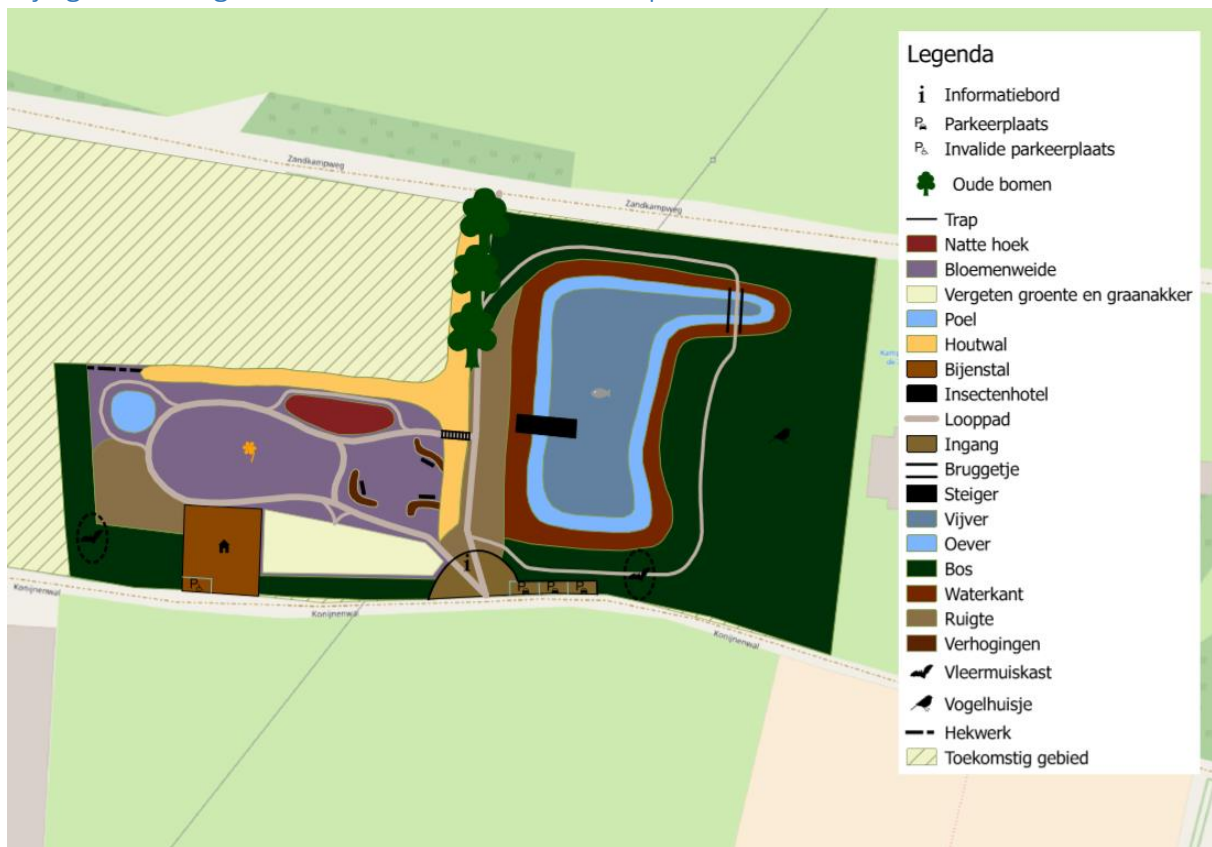 Legenda
i Informatiebord
Parkeerplaats
Invalide parkeerplaats
Oude bomen
Trap
Natte hoek
Bloemenweide
Vergeten groente en graanakker
Poel
Houtwal
Bijenstal
Insectenhotel
Looppad
Ingang
Bruggetje
Steiger
Vijver
Oever
Bos
Waterkant
Ruigte
Verhogingen
Vleermuiskast
Vogelhuisje
Hekwerk
Toekomstig gebied
Zandkampweg
Zandkampweg
i
Konijnenwal
Konijnenwal
Konijnenwal